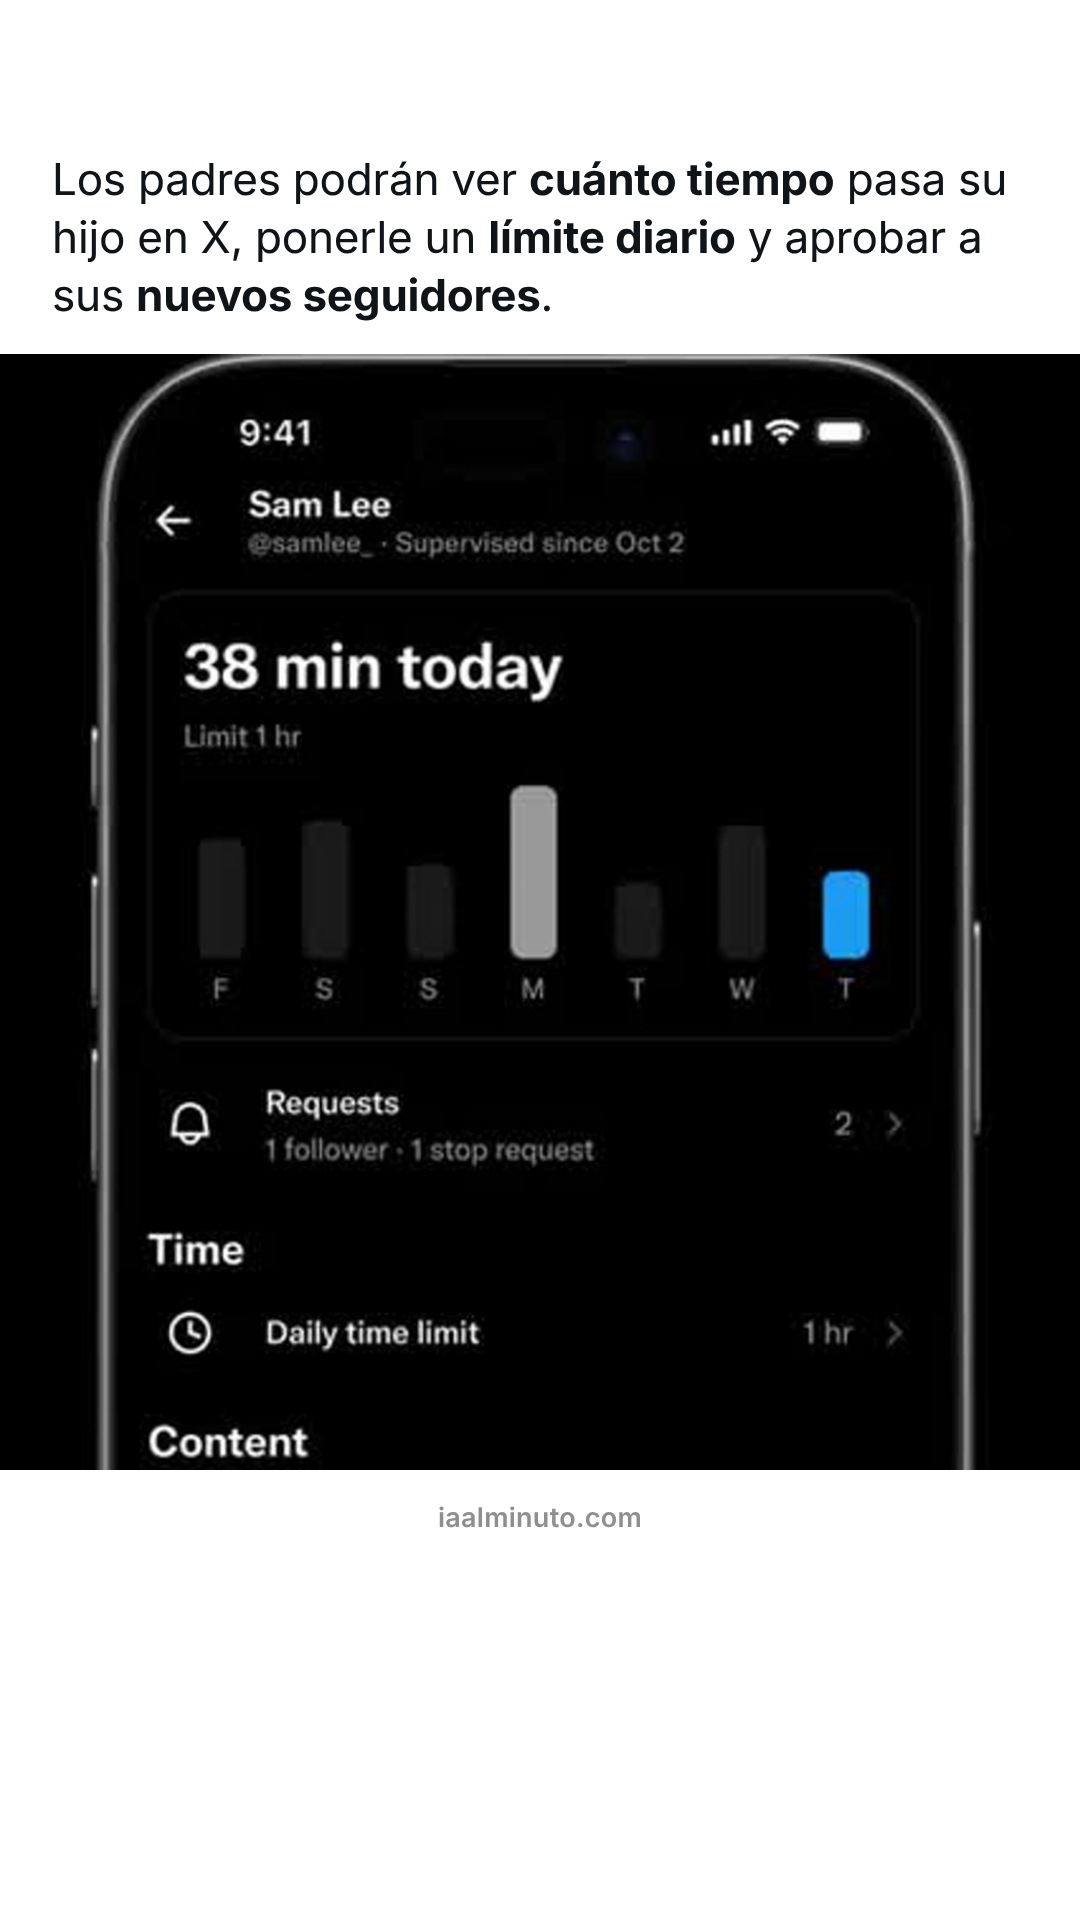 Los padres podrán ver cuánto tiempo pasa su
hijo en X, ponerle un límite diario y aprobar a
sus nuevos seguidores.
9:41
Sam Lee
@samlee_ · Supervised since Oct 2
38 min today
Limit 1 hr
F S S M T W T
Requests
1 follower · 1 stop request
2
Time
Daily time limit
1 hr
Content
iaalminuto.com